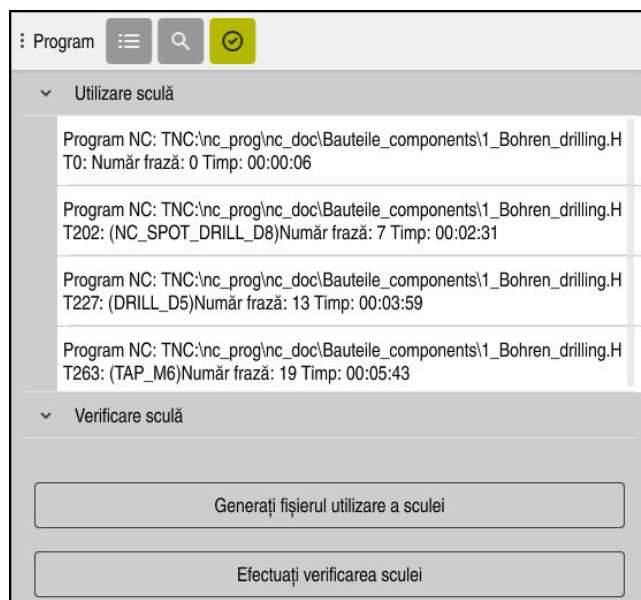 Program
Utilizare sculă
Program NC: TNC:\nc_prog\nc_doc\Bauteile_components\1_Bohren_drilling.H
T0: Număr frază: 0 Timp: 00:00:06
Program NC: TNC:\nc_prog\nc_doc\Bauteile_components\1_Bohren_drilling.H
T202: (NC_SPOT_DRILL_D8)Număr frază: 7 Timp: 00:02:31
Program NC: TNC:\nc_prog\nc_doc\Bauteile_components\1_Bohren_drilling.H
T227: (DRILL_D5)Număr frază: 13 Timp: 00:03:59
Program NC: TNC:\nc_prog\nc_doc\Bauteile_components\1_Bohren_drilling.H
T263: (TAP_M6)Număr frază: 19 Timp: 00:05:43
Verificare sculă
Generați fișierul utilizare a sculei
Efectuați verificarea sculei